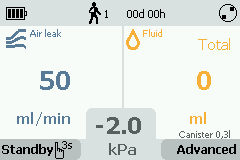 1 00d 00h
Air leak Fluid
Total
50 0
ml/min ml
-2.0
Canister 0,3l
Standby 3s kPa Advanced